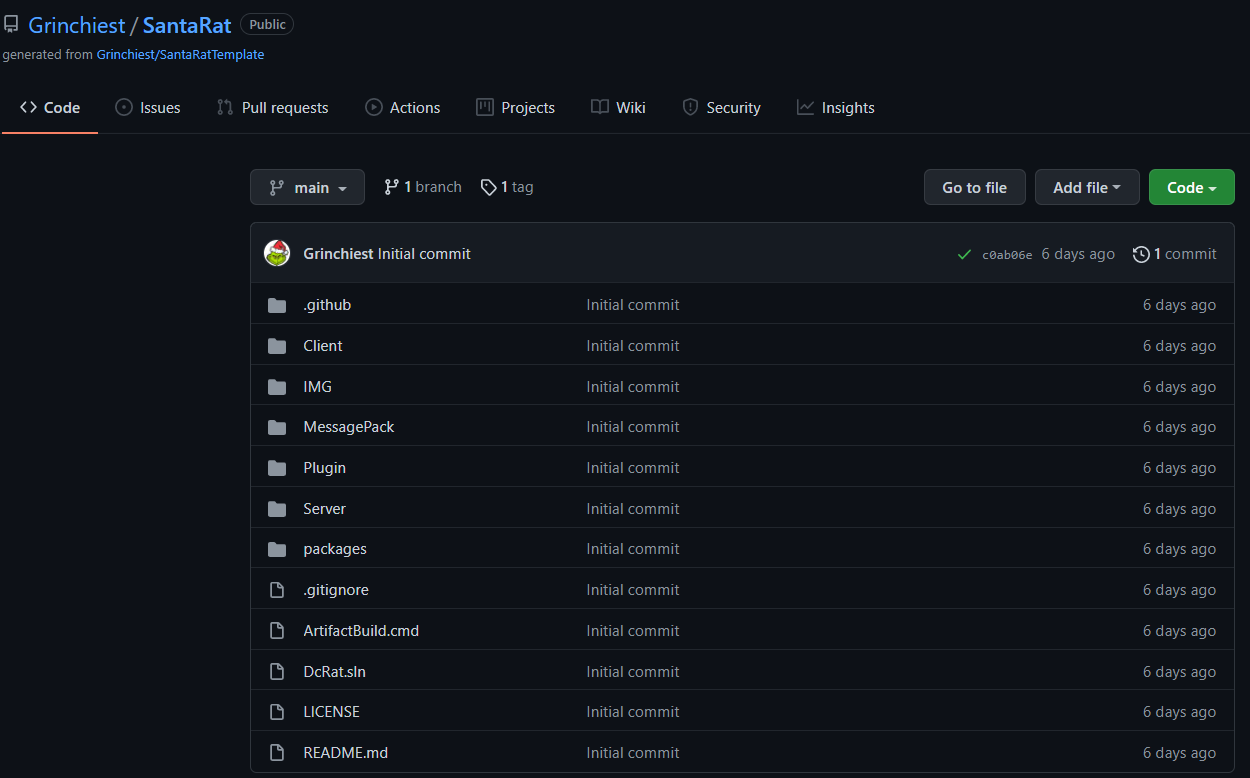 Grinchiest / SantaRat Public
generated from Grinchiest/SantaRatTemplate
<> Code Issues Pull requests Actions Projects Wiki Security Insights
main 1 branch 1 tag Go to file Add file Code
Grinchiest Initial commit c0ab06e 6 days ago 1 commit
.github Initial commit 6 days ago
Client Initial commit 6 days ago
IMG Initial commit 6 days ago
MessagePack Initial commit 6 days ago
Plugin Initial commit 6 days ago
Server Initial commit 6 days ago
packages Initial commit 6 days ago
.gitignore Initial commit 6 days ago
ArtifactBuild.cmd Initial commit 6 days ago
DcRat.sln Initial commit 6 days ago
LICENSE Initial commit 6 days ago
README.md Initial commit 6 days ago